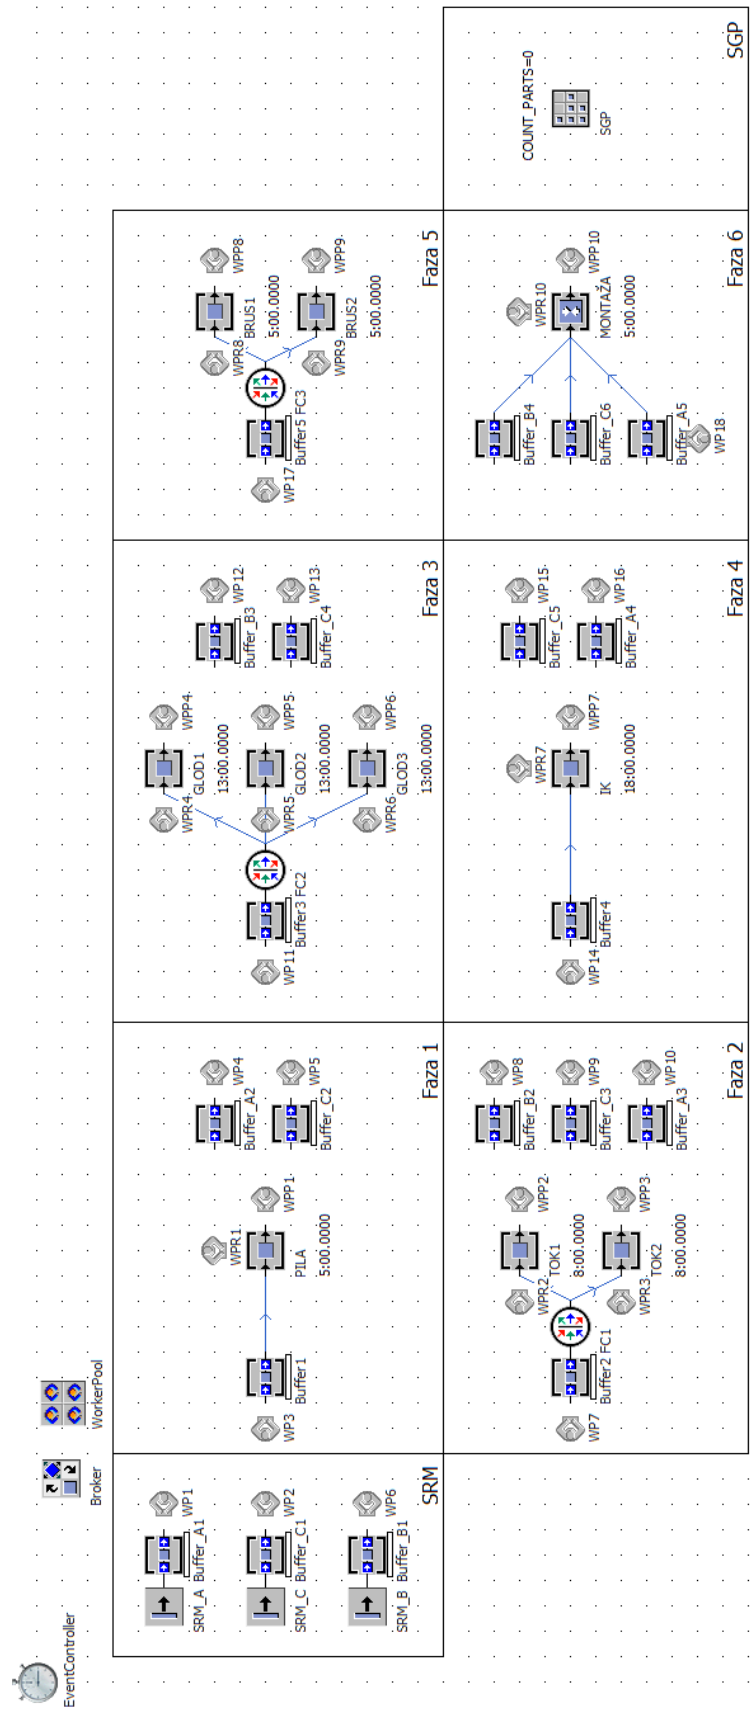 EventController
Broker
WorkerPool
SRM_A
Buffer_A1
WP1
SRM_C
Buffer_C1
WP2
SRM_B
Buffer_B1
WP6
SRM
WP3
Buffer1
WPR1
PILA
5:00.0000
WPP1
Buffer_A2
WP4
Buffer_C2
WP5
Faza 1
WP7
Buffer2
FC1
WPR2
TOK1
8:00.0000
WPP2
WPR3
TOK2
8:00.0000
WPP3
Buffer_B2
WP8
Buffer_C3
WP9
Buffer_A3
WP10
Faza 2
WP11
Buffer3
FC2
WPR4
GLOD1
13:00.0000
WPP4
WPR5
GLOD2
13:00.0000
WPP5
WPR6
GLOD3
13:00.0000
WPP6
Buffer_B3
WP12
Buffer_C4
WP13
Faza 3
WP14
Buffer4
WPR7
IK
18:00.0000
WPP7
Buffer_C5
WP15
Buffer_A4
WP16
Faza 4
WP17
Buffer5
FC3
WPR8
BRUS1
5:00.0000
WPP8
WPR9
BRUS2
5:00.0000
WPP9
Faza 5
Buffer_B4
Buffer_C6
Buffer_A5
WP18
WPR10
MONTAŽA
5:00.0000
WPP10
Faza 6
COUNT_PARTS=0
SGP
SGP